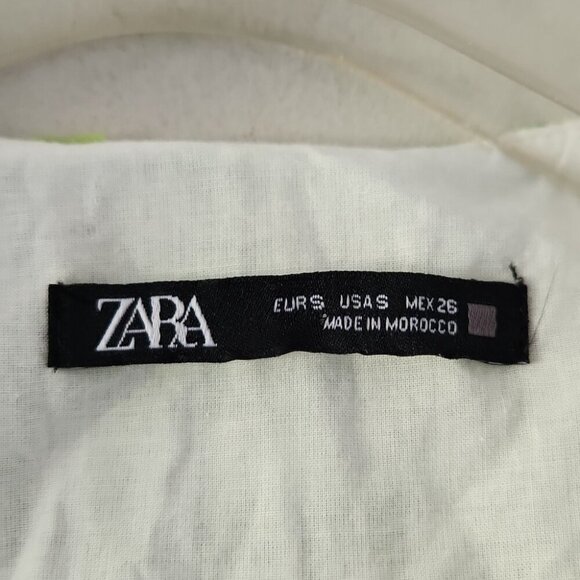 ZARA
EUR S USA S MEX 26
MADE IN MOROCCO